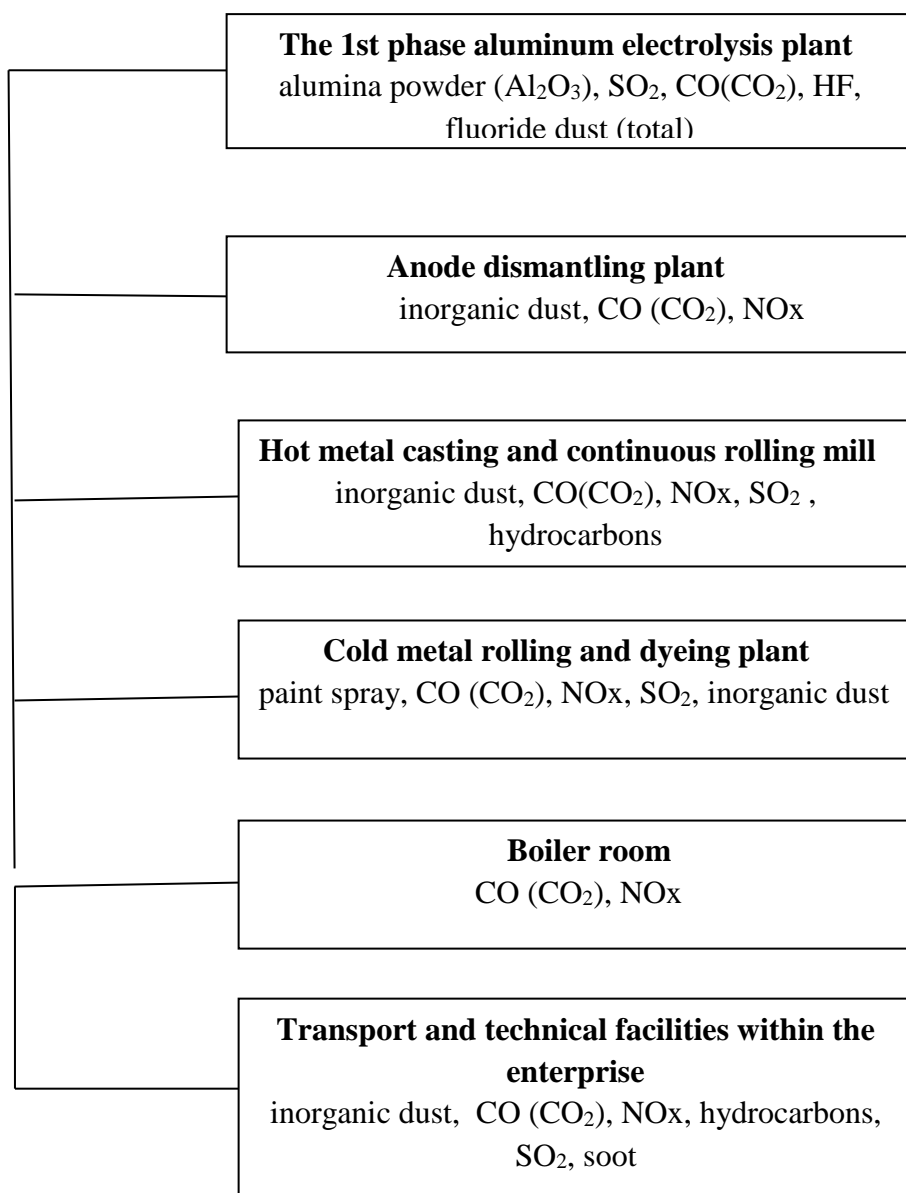 The 1st phase aluminum electrolysis plant
alumina powder (Al₂O₃), SO₂, CO(CO₂), HF,
fluoride dust (total)
Anode dismantling plant
inorganic dust, CO (CO₂), NOx
Hot metal casting and continuous rolling mill
inorganic dust, CO(CO₂), NOx, SO₂ ,
hydrocarbons
Cold metal rolling and dyeing plant
paint spray, CO (CO₂), NOx, SO₂, inorganic dust
Boiler room
CO (CO₂), NOx
Transport and technical facilities within the
enterprise
inorganic dust, CO (CO₂), NOx, hydrocarbons,
SO₂, soot